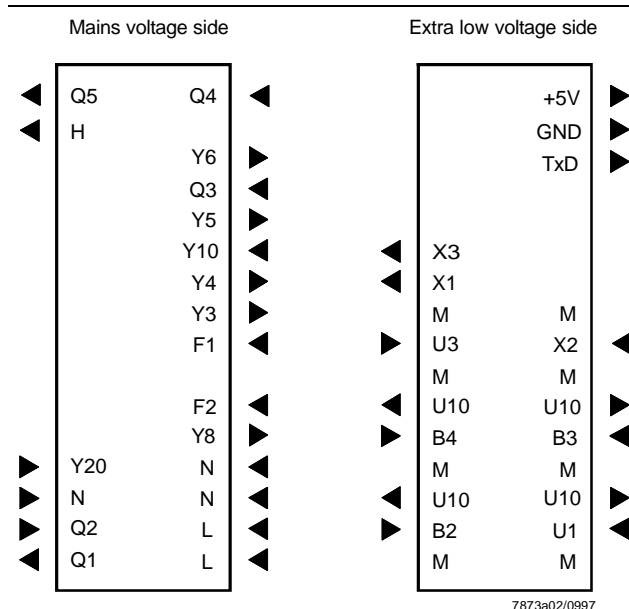 Mains voltage side
Extra low voltage side
Q5 Q4
H
Y6
Q3
Y5
Y10
Y4
Y3
F1
F2
Y8
Y20 N
N N
Q2 L
Q1 L
+5V
GND
TxD
X3
X1
M M
U3 X2
M M
U10 U10
B4 B3
M M
U10 U10
B2 U1
M M
7873a02/0997